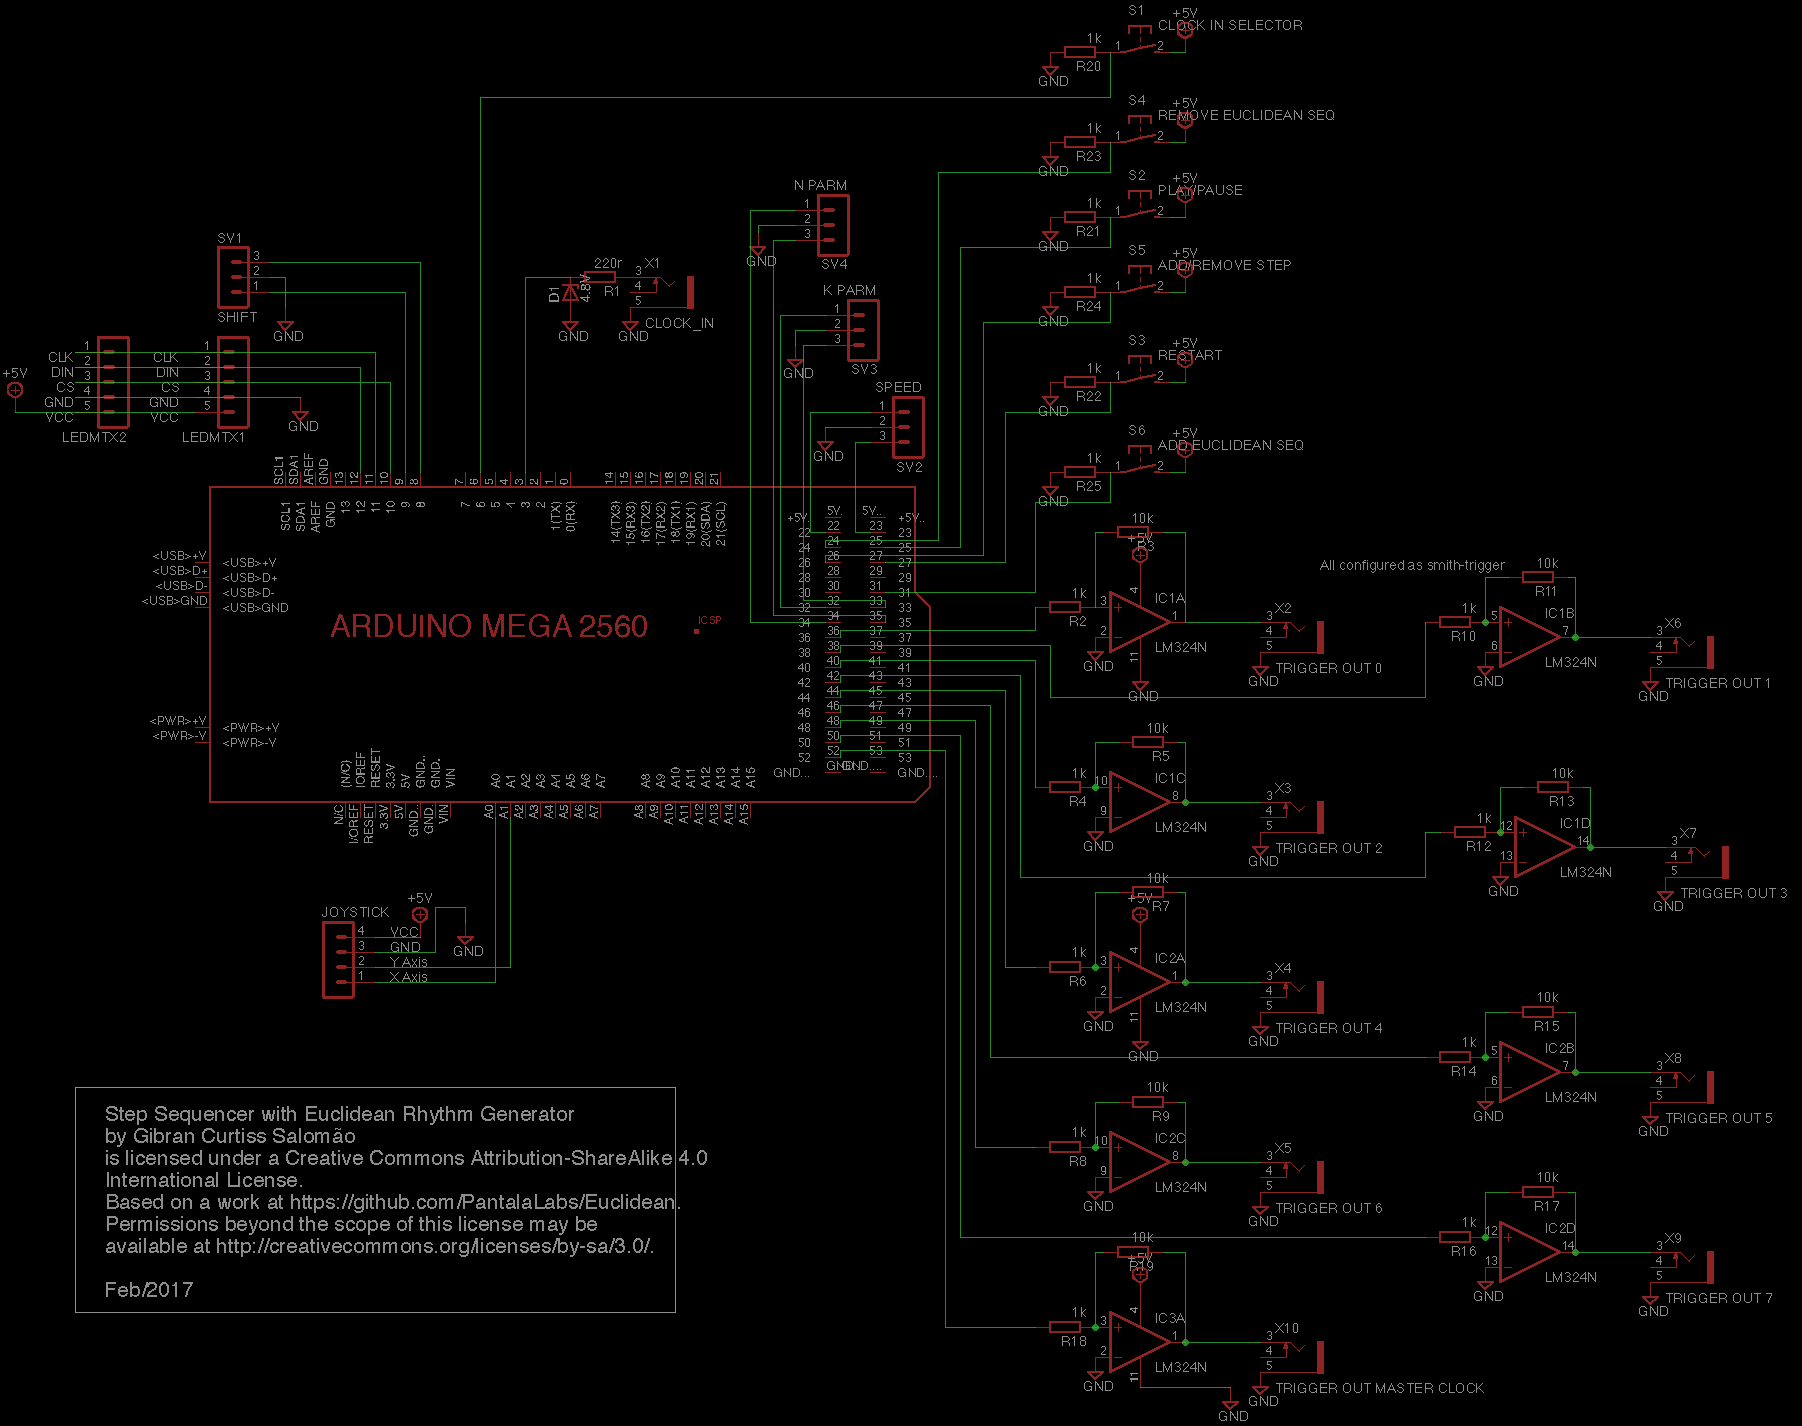 S1
+5V
CLOCK IN SELECTOR
1k
1
2
R20
GND
S4
+5V
REMOVE EUCLIDEAN SEQ
1k
1
2
R23
GND
S2
+5V
PLAY/PAUSE
1k
1
2
R21
GND
S5
+5V
ADD/REMOVE STEP
1k
1
2
R24
GND
S3
+5V
RESTART
1k
1
2
R22
GND
S6
+5V
ADD EUCLIDEAN SEQ
1k
1
2
R25
GND
N PARM
1
2
3
GND
SV4
K PARM
1
2
3
GND
SV3
SPEED
1
2
3
GND
SV2
SV1
3
2
1
SHIFT
GND
220r
X1
3
4
5
D1
4.8V
R1
GND
GND
CLOCK_IN
+5V
1
2
3
4
5
CLK
DIN
CS
GND
VCC
LEDMTX2
1
2
3
4
5
CLK
DIN
CS
GND
VCC
LEDMTX1
GND
SCL1
SDA1
AREF
GND
13
12
11
10
9
8
7
6
5
4
3
2
1
0
14
15
16
17
18
19
20
21
SCL1
SDA1
AREF
GND
13
12
11
10
9
8
7
6
5
4
3
2
1(TX)
0(RX)
14(TX3)
15(RX3)
16(TX2)
17(RX2)
18(TX1)
19(RX1)
20(SDA)
21(SCL)
<USB>+V
<USB>D+
<USB>D-
<USB>GND
<USB>+V
<USB>D+
<USB>D-
<USB>GND
ARDUINO MEGA 2560
ICSP
<PWR>+V
<PWR>-V
<PWR>+V
<PWR>-V
+5V..
5V..
5V..
+5V..
22 22 23 23
24 24 25 25
26 26 27 27
28 28 29 29
30 30 31 31
32 32 33 33
34 34 35 35
36 36 37 37
38 38 39 39
40 40 41 41
42 42 43 43
44 44 45 45
46 46 47 47
48 48 49 49
50 50 51 51
52 52 53 53
GND... GND GND.... GND....
(N/C)
IOREF
RESET
3.3V
5V
GND..
GND.
VIN
A0
A1
A2
A3
A4
A5
A6
A7
A8
A9
A10
A11
A12
A13
A14
A15
N/C
I/OREF
RESET
3.3V
5V
GND..
GND.
VIN
A0
A1
A2
A3
A4
A5
A6
A7
A8
A9
A10
A11
A12
A13
A14
A15
JOYSTICK
+5V
4
3
2
1
VCC
GND
Y Axis
X Axis
GND
10k
+5V
R3
1k
R2
3
2
4
11
1
IC1A
LM324N
GND
GND
X2
3
4
5
GND
TRIGGER OUT 0
All configured as smith-trigger
10k
R11
1k
R10
5
6
7
IC1B
LM324N
GND
X6
3
4
5
GND
TRIGGER OUT 1
10k
R5
1k
R4
10
9
8
IC1C
LM324N
GND
X3
3
4
5
GND
TRIGGER OUT 2
10k
R13
1k
R12
12
13
14
IC1D
LM324N
GND
X7
3
4
5
GND
TRIGGER OUT 3
10k
+5V
R7
1k
R6
3
2
4
11
1
IC2A
LM324N
GND
GND
X4
3
4
5
GND
TRIGGER OUT 4
10k
R15
1k
R14
5
6
7
IC2B
LM324N
GND
X8
3
4
5
GND
TRIGGER OUT 5
10k
R9
1k
R8
10
9
8
IC2C
LM324N
GND
X5
3
4
5
GND
TRIGGER OUT 6
10k
R17
1k
R16
12
13
14
IC2D
LM324N
GND
X9
3
4
5
GND
TRIGGER OUT 7
10k
+5V
R19
1k
R18
3
2
4
11
1
IC3A
LM324N
GND
GND
X10
3
4
5
GND
TRIGGER OUT MASTER CLOCK
Step Sequencer with Euclidean Rhythm Generator
by Gibran Curtiss Salomão
is licensed under a Creative Commons Attribution-ShareAlike 4.0
International License.
Based on a work at https://github.com/PantalaLabs/Euclidean.
Permissions beyond the scope of this license may be
available at http://creativecommons.org/licenses/by-sa/3.0/.
Feb/2017